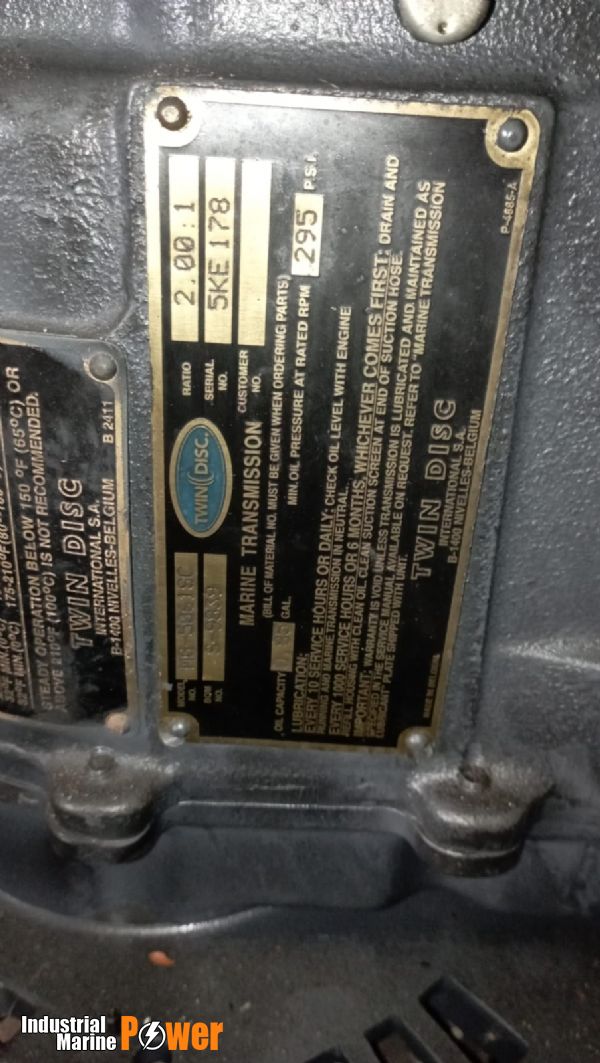 TWIN DISC.
RATIO 2.00:1
SERIAL NO. 5KE178
CUSTOMER NO.
BOM NO.
MARINE TRANSMISSION
(BILL OF MATERIAL NO. MUST BE GIVEN WHEN ORDERING PARTS)
OIL CAPACITY GAL. MIN. OIL PRESSURE AT RATED RPM 295 P.S.I.
LUBRICATION:
EVERY 10 SERVICE HOURS OR DAILY: CHECK OIL LEVEL WITH ENGINE
RUNNING AND MARINE TRANSMISSION IN NEUTRAL.
EVERY 1000 SERVICE HOURS OR 6 MONTHS, WHICHEVER COMES FIRST: DRAIN AND
REFILL HOUSING WITH CLEAN OIL. CLEAN SUCTION SCREEN AT END OF SUCTION HOSE.
IMPORTANT: WARRANTY IS VOID UNLESS TRANSMISSION IS LUBRICATED AND MAINTAINED AS
SPECIFIED IN THE SERVICE MANUAL. AVAILABLE ON REQUEST. REFER TO "MARINE TRANSMISSION
SHIPPED WITH UNIT.
TWIN DISC
INTERNATIONAL S.A.
B-1400 NIVELLES-BELGIUM
P-4685-A
STEADY OPERATION BELOW 150 °F (65°C) OR
ABOVE 210°F (100°C) IS NOT RECOMMENDED.
TWIN DISC
INTERNATIONAL S.A.
B-1400 NIVELLES-BELGIUM
B 2411
Industrial
Marine POWer